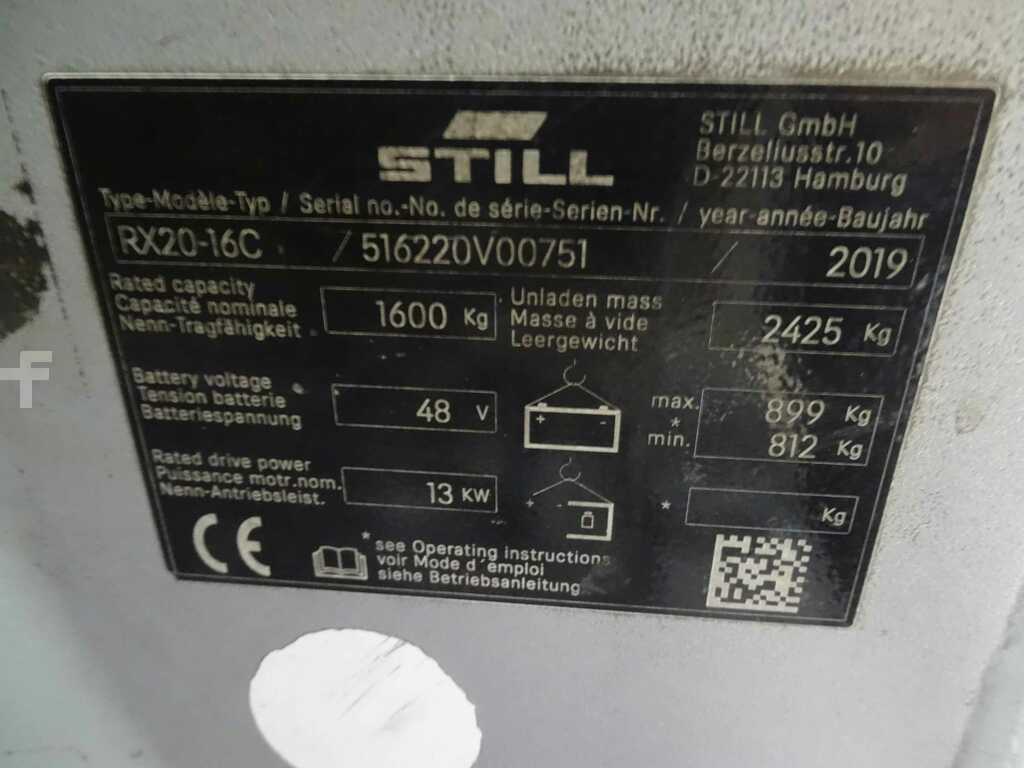 STILL
STILL GmbH
Berzeliusstr.10
D-22113 Hamburg
Type-Modèle-Typ / Serial no.-No. de série-Serien-Nr. / year-année-Baujahr
RX20-16C / 516220V00751 / 2019
Rated capacity
Capacité nominale
Nenn-Tragfähigkeit
1600 Kg
Unladen mass
Masse à vide
Leergewicht
2425 Kg
Battery voltage
Tension batterie
Batteriespannung
48 V
+ -
max. 899 Kg
*
min. 812 Kg
Rated drive power
Puissance motr.nom.
Nenn-Antriebsleist.
13 KW
+ -
* Kg
CE
* see Operating instructions
voir Mode d'emploi
siehe Betriebsanleitung
f